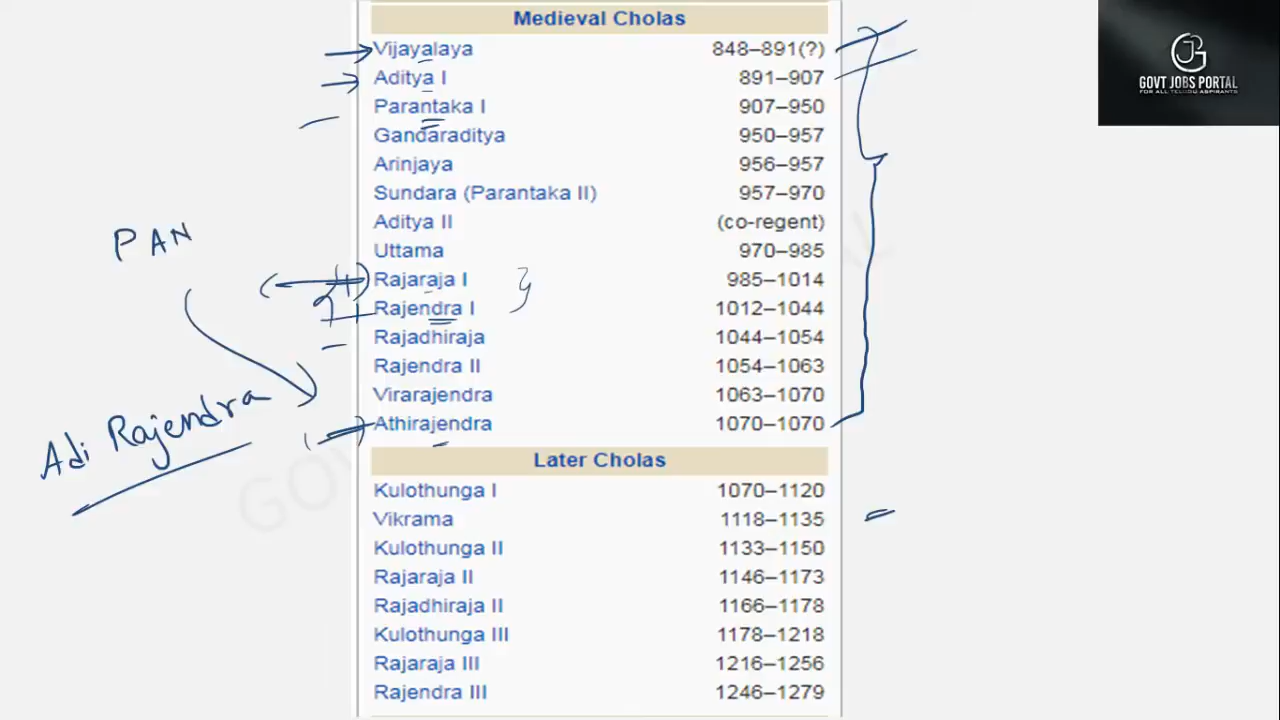 Medieval Cholas
Vijayalaya 848–891(?)
Aditya I 891–907
Parantaka I 907–950
Gandaraditya 950–957
Arinjaya 956–957
Sundara (Parantaka II) 957–970
Aditya II (co-regent)
Uttama 970–985
Rajaraja I 985–1014
Rajendra I 1012–1044
Rajadhiraja 1044–1054
Rajendra II 1054–1063
Virarajendra 1063–1070
Athirajendra 1070–1070
Later Cholas
Kulothunga I 1070–1120
Vikrama 1118–1135
Kulothunga II 1133–1150
Rajaraja II 1146–1173
Rajadhiraja II 1166–1178
Kulothunga III 1178–1218
Rajaraja III 1216–1256
Rajendra III 1246–1279
PAN
Adi Rajendra
GOVT JOBS PORTAL
FOR ALL TELUGU ASPIRANTS